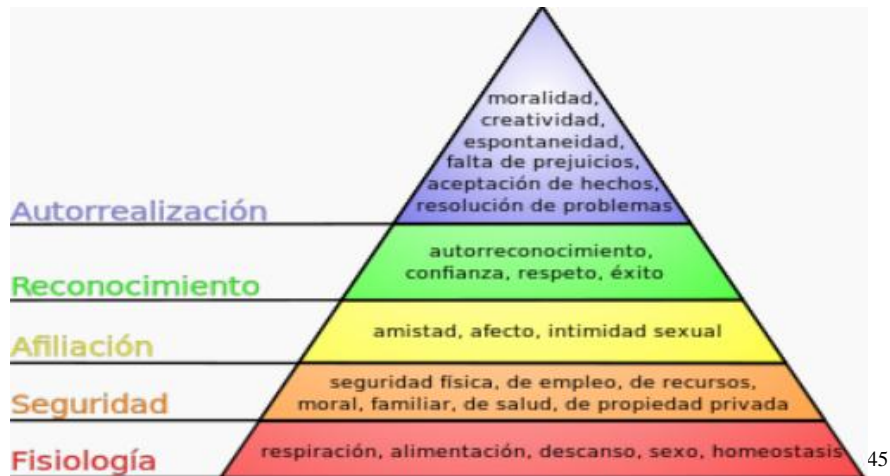 moralidad,
creatividad,
espontaneidad,
falta de prejuicios,
aceptación de hechos,
resolución de problemas
Autorrealización
autorreconocimiento,
confianza, respeto, éxito
Reconocimiento
amistad, afecto, intimidad sexual
Afiliación
seguridad física, de empleo, de recursos,
moral, familiar, de salud, de propiedad privada
Seguridad
respiración, alimentación, descanso, sexo, homeostasis
Fisiología
45